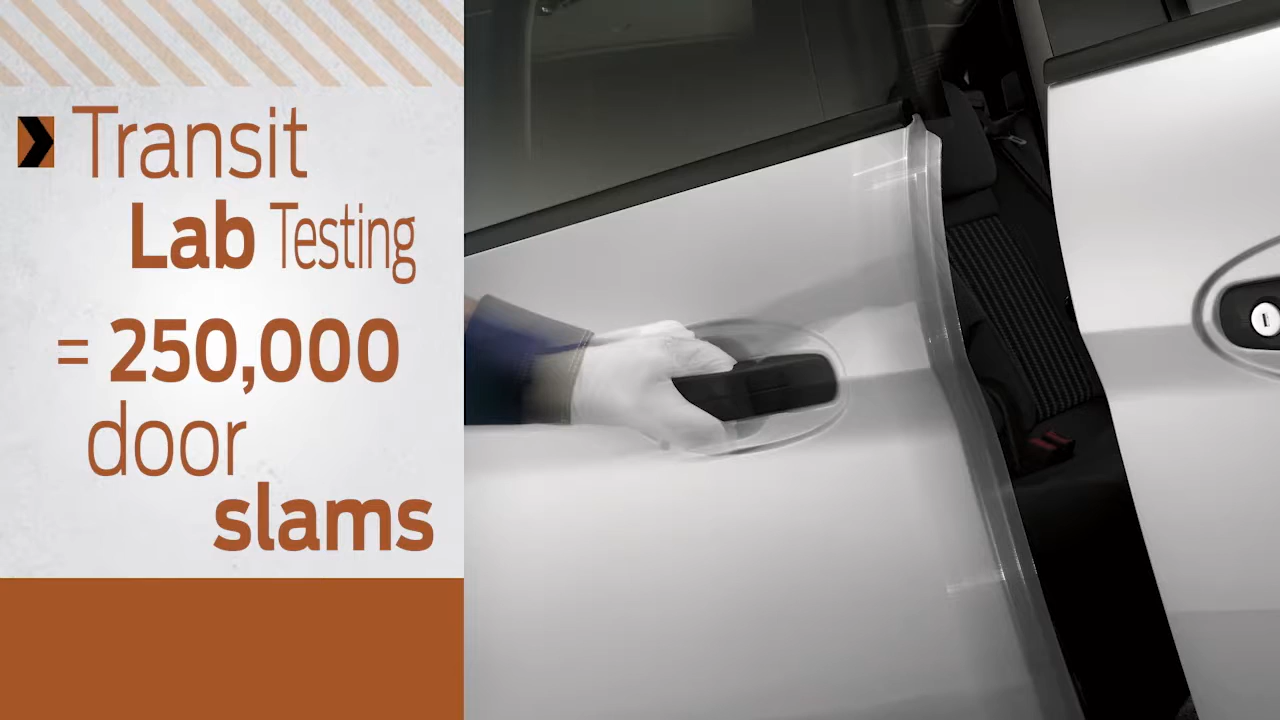 Transit
Lab Testing
= 250,000
door
slams